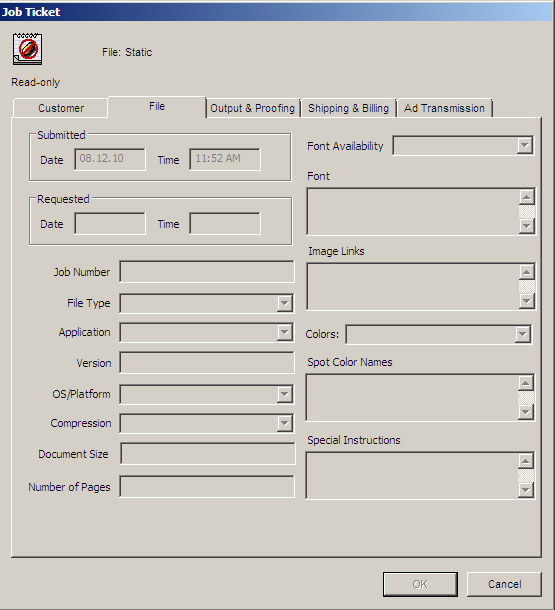 Job Ticket
File: Static
Read-only
Customer
File
Output & Proofing
Shipping & Billing
Ad Transmission
Submitted
Date 08.12.10 Time 11:52 AM
Requested
Date Time
Job Number
File Type
Application
Version
OS/Platform
Compression
Document Size
Number of Pages
Font Availability
Font
Image Links
Colors:
Spot Color Names
Special Instructions
OK
Cancel